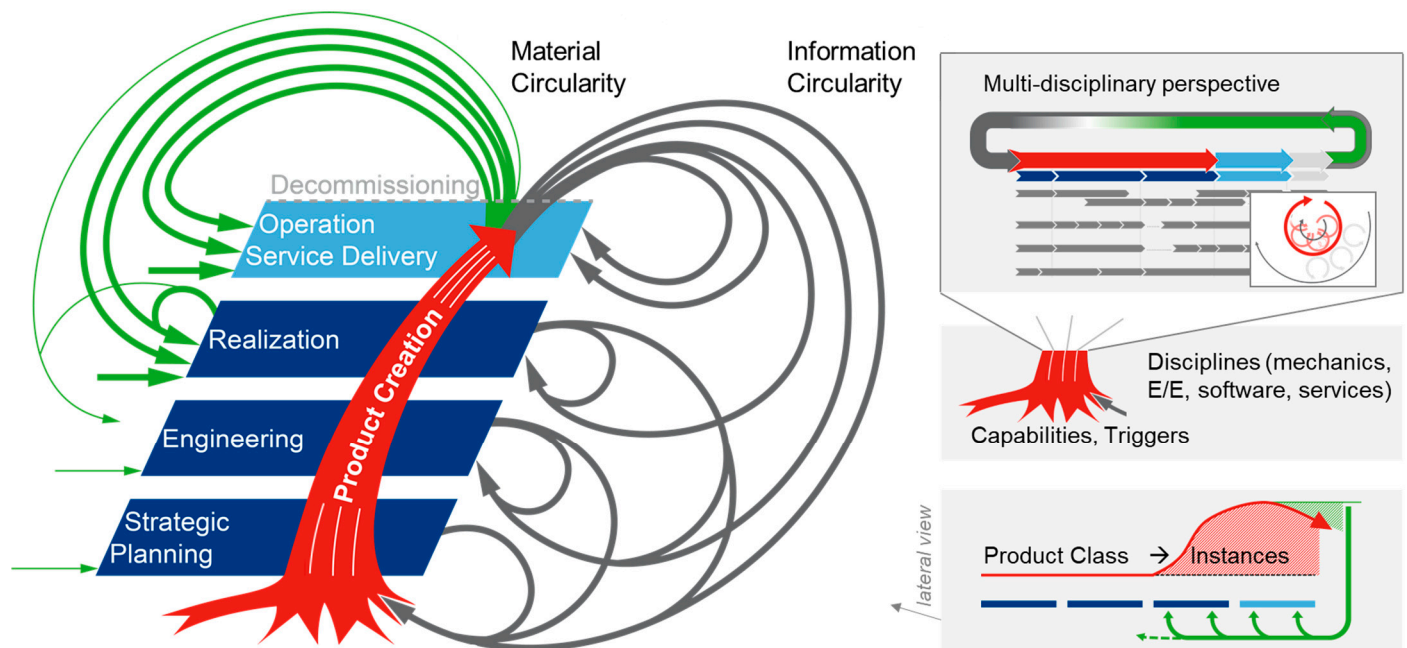 Material
Circularity
Information
Circularity
Decommissioning
Operation
Service Delivery
Realization
Engineering
Strategic
Planning
Product Creation
Multi-disciplinary perspective
Disciplines (mechanics,
E/E, software, services)
Capabilities, Triggers
lateral view
Product Class → Instances